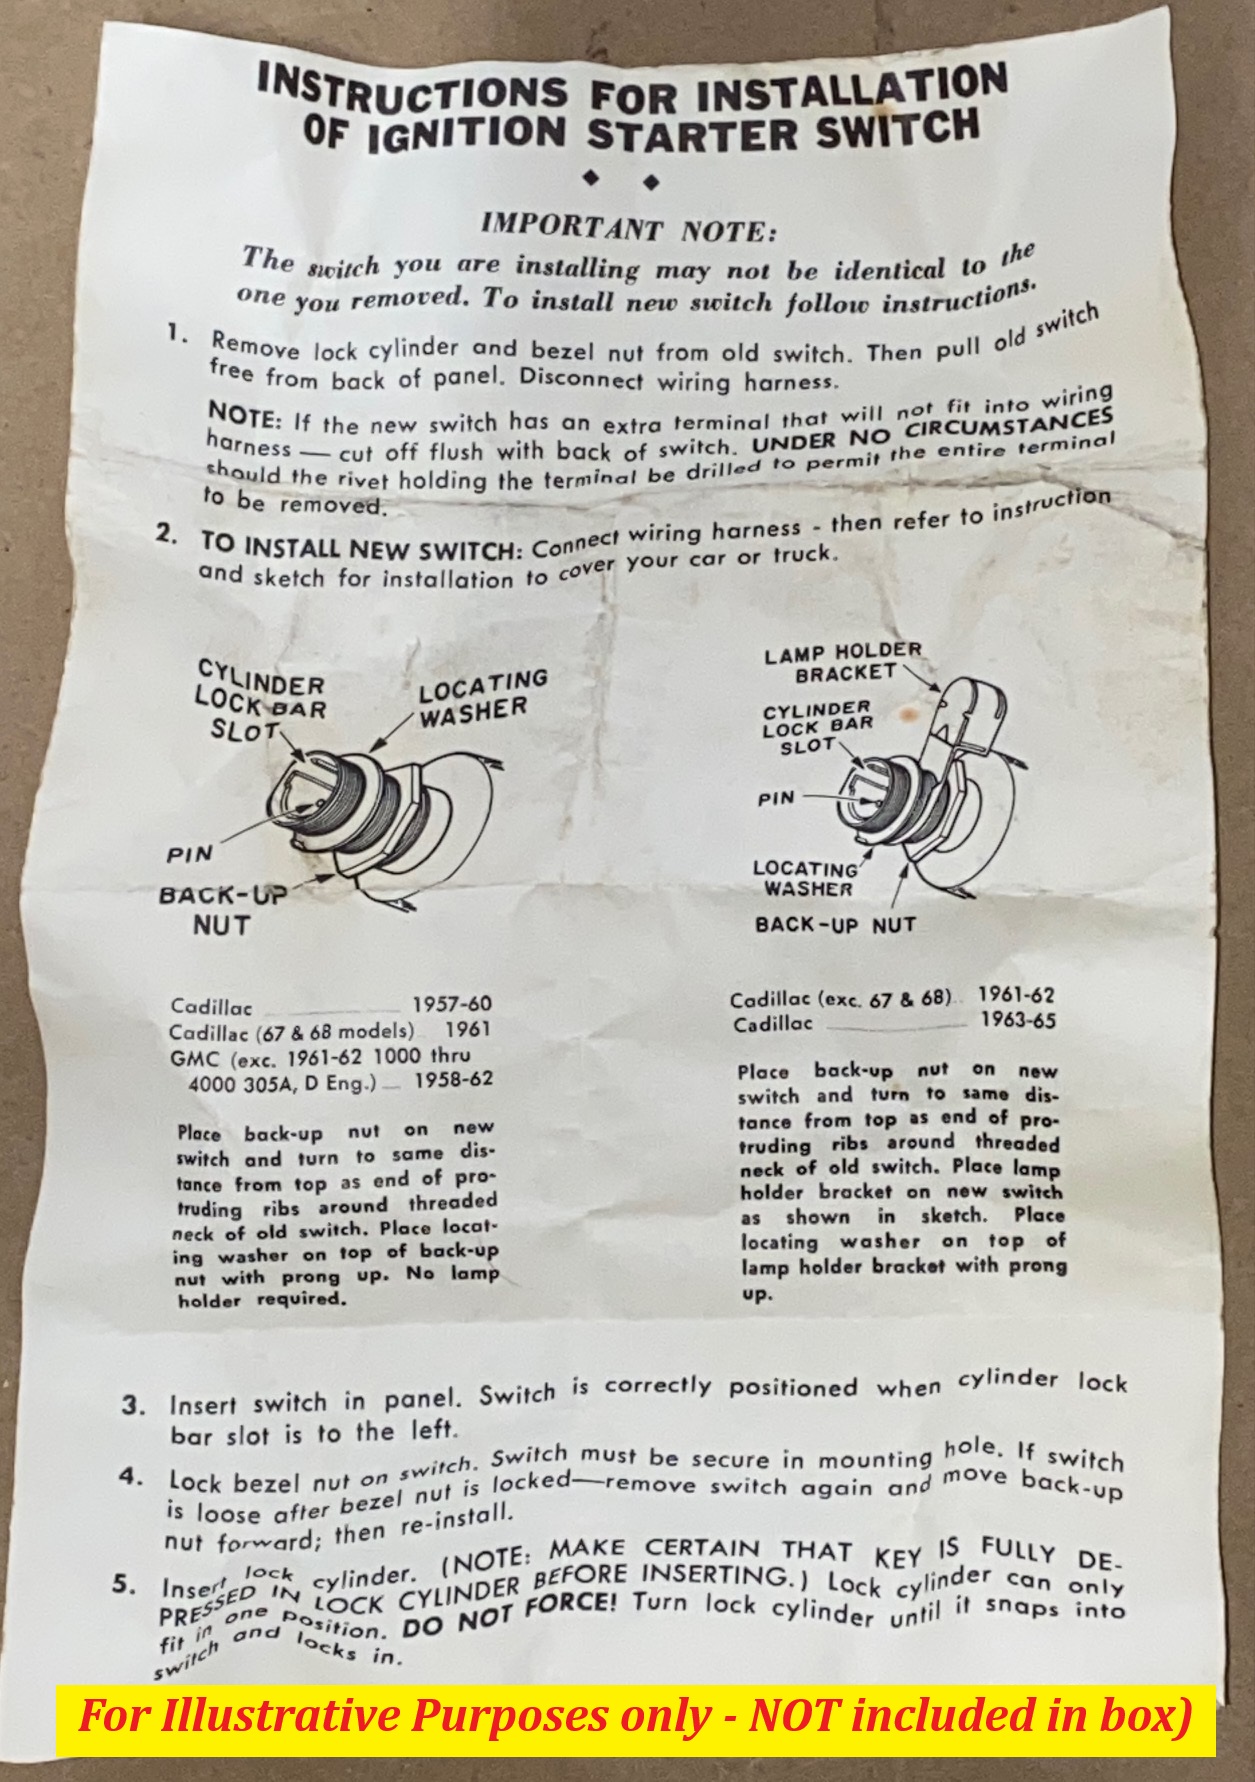 INSTRUCTIONS FOR INSTALLATION
OF IGNITION STARTER SWITCH
IMPORTANT NOTE:
The switch you are installing may not be identical to the
one you removed. To install new switch follow instructions.
1. Remove lock cylinder and bezel nut from old switch. Then pull old switch
free from back of panel. Disconnect wiring harness.
NOTE: If the new switch has an extra terminal that will not fit into wiring
harness — cut off flush with back of switch. UNDER NO CIRCUMSTANCES
should the rivet holding the terminal be drilled to permit the entire terminal
to be removed.
2. TO INSTALL NEW SWITCH: Connect wiring harness - then refer to instruction
and sketch for installation to cover your car or truck.
CYLINDER
LOCK BAR
SLOT
LOCATING
WASHER
PIN
BACK-UP
NUT
LAMP HOLDER
BRACKET
CYLINDER
LOCK BAR
SLOT
PIN
LOCATING
WASHER
BACK-UP NUT
Cadillac 1957-60
Cadillac (67 & 68 models) 1961
GMC (exc. 1961-62 1000 thru
4000 305A, D Eng.) 1958-62
Place back-up nut on new
switch and turn to same dis-
tance from top as end of pro-
truding ribs around threaded
neck of old switch. Place locat-
ing washer on top of back-up
nut with prong up. No lamp
holder required.
Cadillac (exc. 67 & 68) 1961-62
Cadillac 1963-65
Place back-up nut on new
switch and turn to same dis-
tance from top as end of pro-
truding ribs around threaded
neck of old switch. Place lamp
holder bracket on new switch
as shown in sketch. Place
locating washer on top of
lamp holder bracket with prong
up.
3. Insert switch in panel. Switch is correctly positioned when cylinder lock
bar slot is to the left.
4. Lock bezel nut on switch. Switch must be secure in mounting hole. If switch
is loose after bezel nut is locked—remove switch again and move back-up
nut forward; then re-install.
5. Insert lock cylinder. (NOTE: MAKE CERTAIN THAT KEY IS FULLY DE-
PRESSED IN LOCK CYLINDER BEFORE INSERTING.) Lock cylinder can only
fit in one position. DO NOT FORCE! Turn lock cylinder until it snaps into
switch and locks in.
For Illustrative Purposes only - NOT included in box)